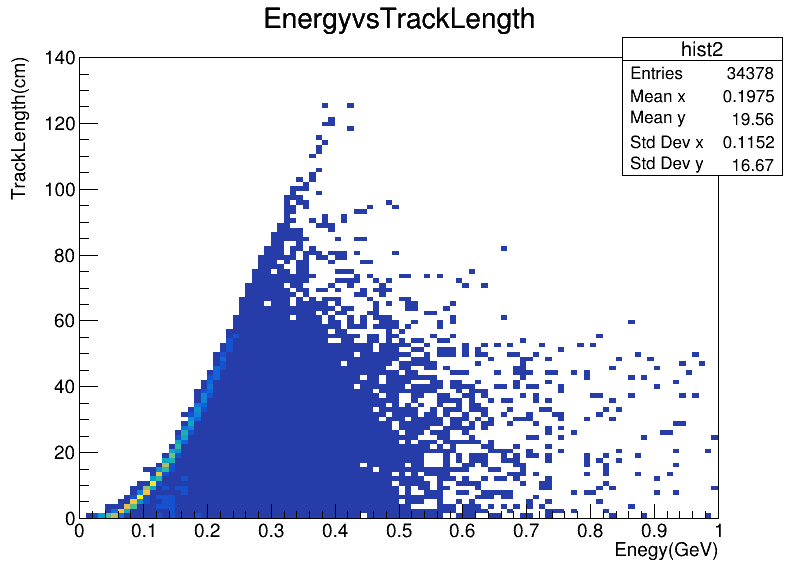 EnergyvsTrackLength
hist2
Entries 34378
Mean x 0.1975
Mean y 19.56
Std Dev x 0.1152
Std Dev y 16.67
TrackLength(cm)
140
120
100
80
60
40
20
0
0 0.1 0.2 0.3 0.4 0.5 0.6 0.7 0.8 0.9 1
Enegy(GeV)